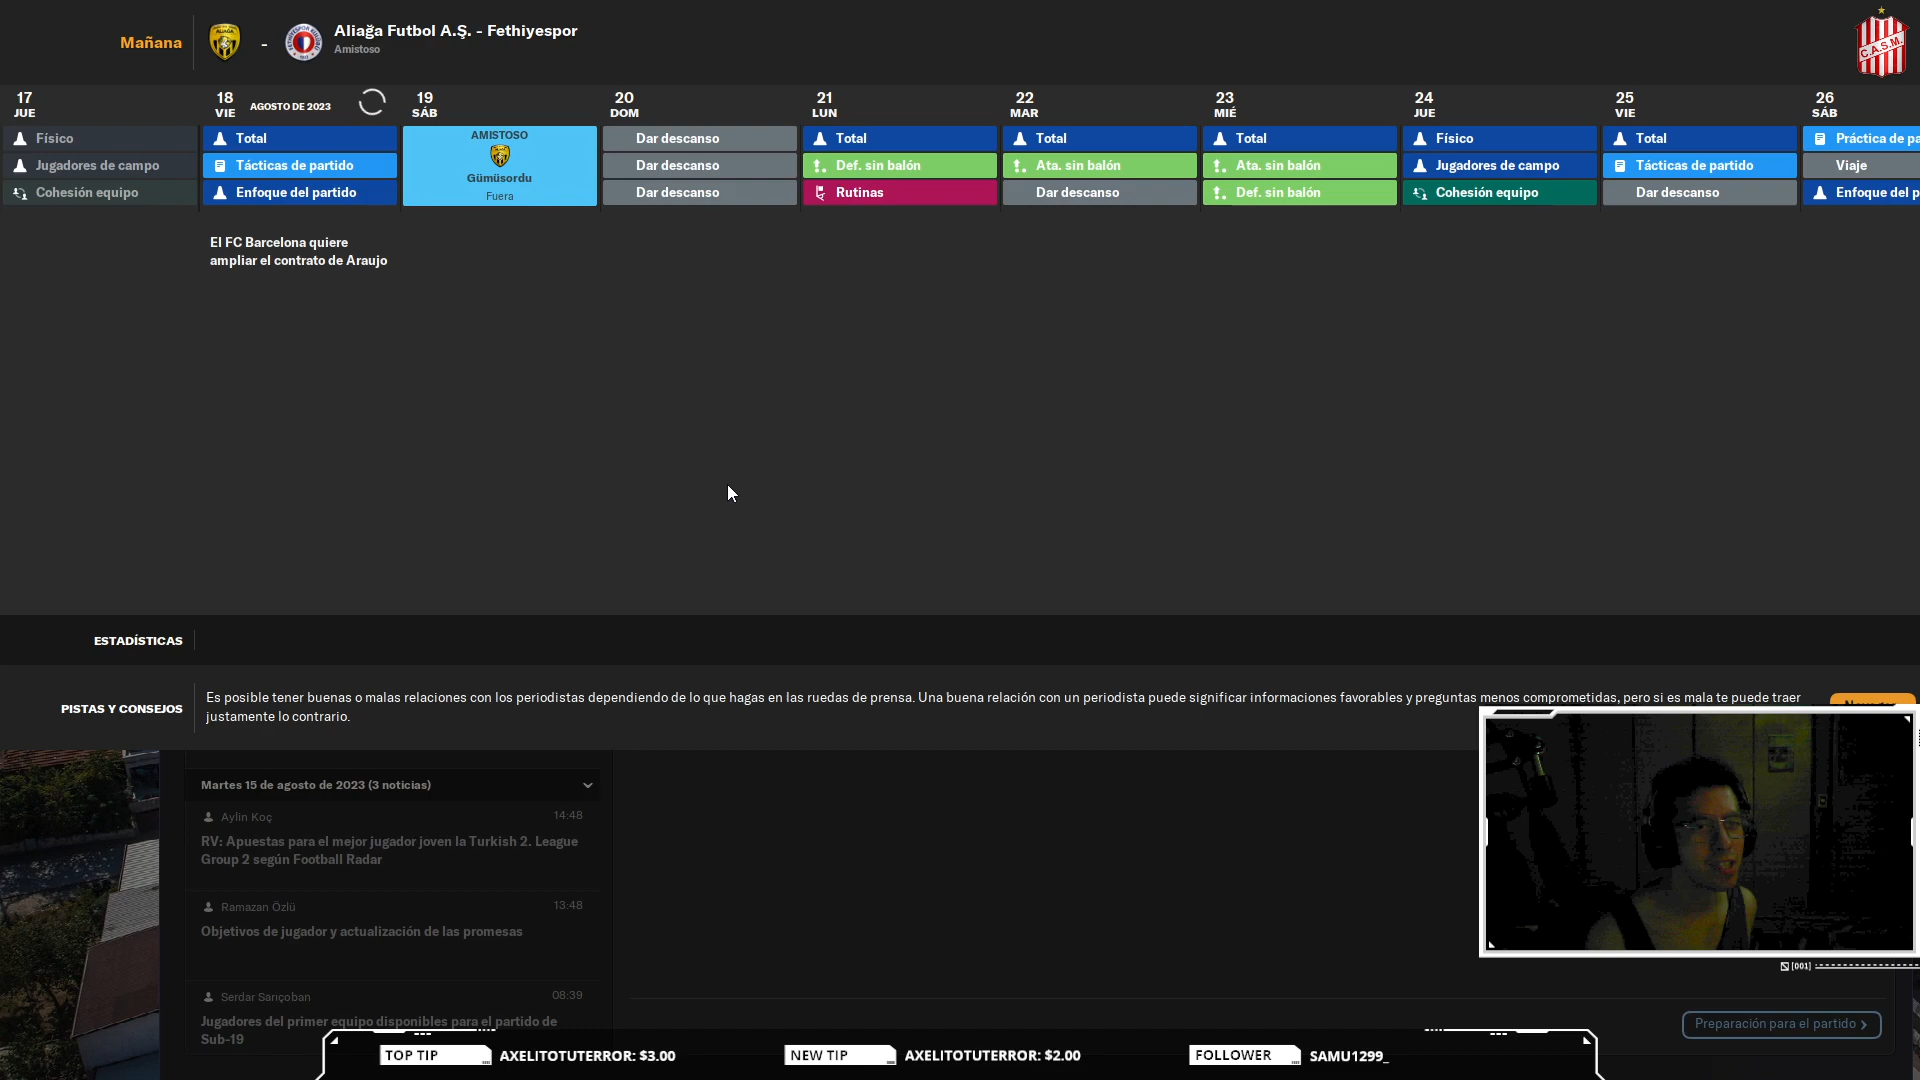 Mañana
-
Aliağa Futbol A.Ş. - Fethiyespor
Amistoso
C.A.S.M.
17
JUE
18
VIE
AGOSTO DE 2023
19
SÁB
20
DOM
21
LUN
22
MAR
23
MIÉ
24
JUE
25
VIE
26
SÁB
Físico
Jugadores de campo
Cohesión equipo
Total
Tácticas de partido
Enfoque del partido
AMISTOSO
Gümüsordu
Fuera
Dar descanso
Dar descanso
Dar descanso
Total
Def. sin balón
Rutinas
Total
Ata. sin balón
Dar descanso
Total
Ata. sin balón
Def. sin balón
Físico
Jugadores de campo
Cohesión equipo
Total
Tácticas de partido
Dar descanso
Práctica de pa
Viaje
Enfoque del p
El FC Barcelona quiere
ampliar el contrato de Araujo
ESTADÍSTICAS
PISTAS Y CONSEJOS
Es posible tener buenas o malas relaciones con los periodistas dependiendo de lo que hagas en las ruedas de prensa. Una buena relación con un periodista puede significar informaciones favorables y preguntas menos comprometidas, pero si es mala te puede traer
justamente lo contrario.
Martes 15 de agosto de 2023 (3 noticias)
Aylin Koç
14:48
RV: Apuestas para el mejor jugador joven la Turkish 2. League
Group 2 según Football Radar
Ramazan Özlü
13:48
Objetivos de jugador y actualización de las promesas
Serdar Sarıçoban
08:39
Jugadores del primer equipo disponibles para el partido de
Sub-19
[001]
Preparación para el partido
TOP TIP
AXELITOTUTERROR: $3.00
NEW TIP
AXELITOTUTERROR: $2.00
FOLLOWER
SAMU1299_